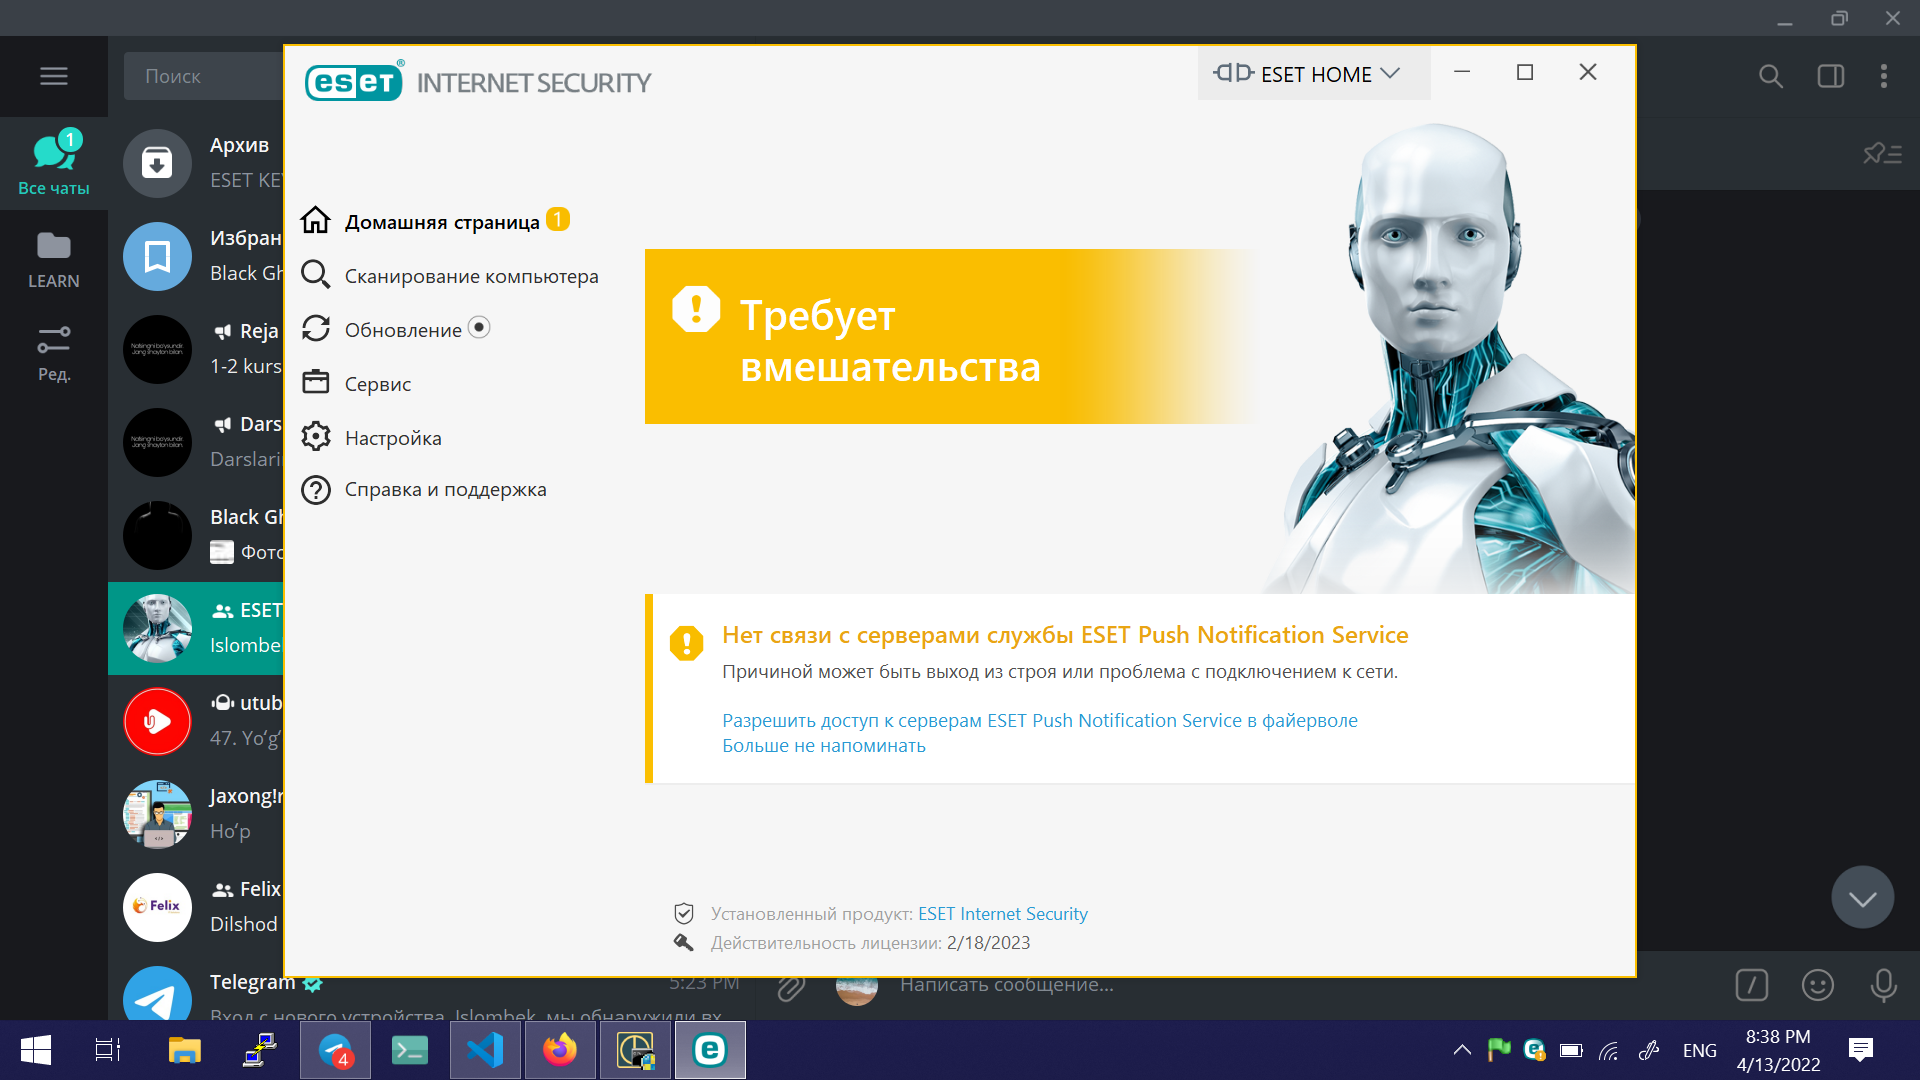 Поиск
1
Все чаты
LEARN
Ред.
Архив
ESET KE
Избран
Black Gh
Reja
1-2 kurs
Dars
Darslari
Black Gh
Фото
ESET
Islombe
utub
47. Yoʻgʻ
Jaxong!r
Hoʻp
Felix
Felix
Dilshod
Telegram
5:23 PM
Вход с нового устройства. Islombek, мы обнаружили вх
Написать сообщение...
eset® INTERNET SECURITY
ESET HOME
Домашняя страница 1
Сканирование компьютера
Обновление
Сервис
Настройка
Справка и поддержка
Требует
вмешательства
Нет связи с серверами службы ESET Push Notification Service
Причиной может быть выход из строя или проблема с подключением к сети.
Разрешить доступ к серверам ESET Push Notification Service в файерволе
Больше не напоминать
Установленный продукт: ESET Internet Security
Действительность лицензии: 2/18/2023
4
e
ENG
8:38 PM
4/13/2022